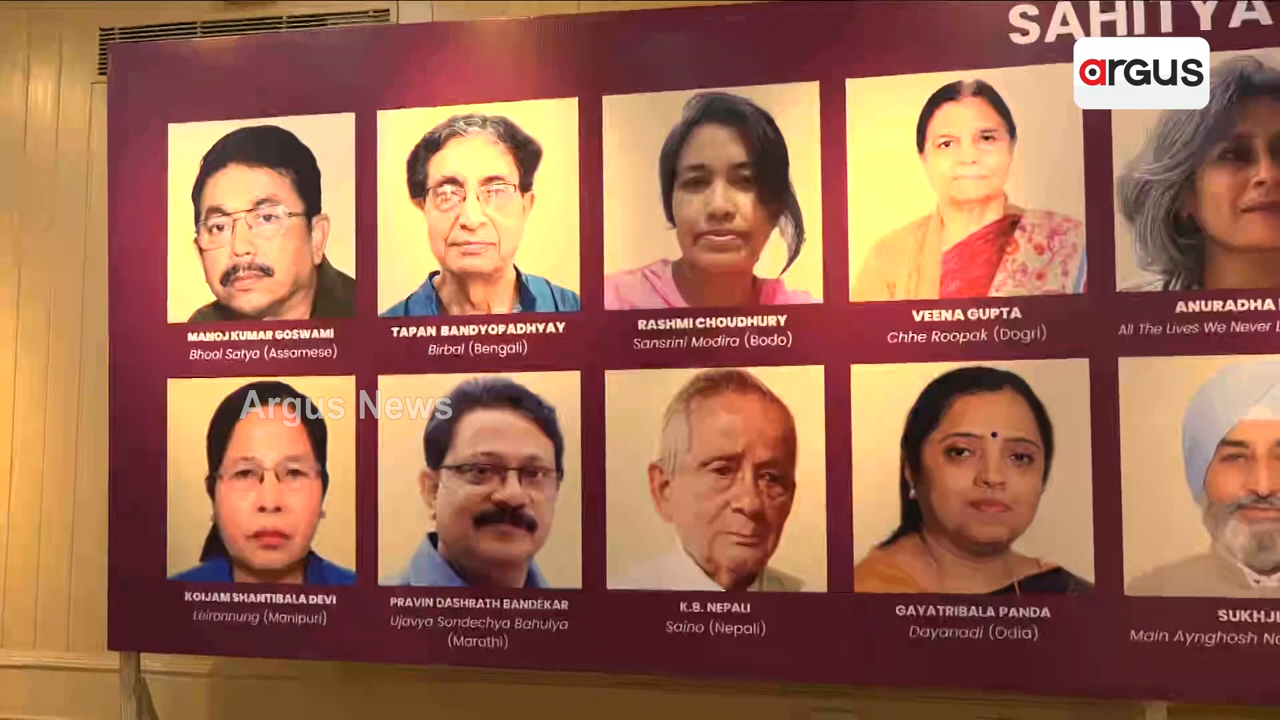 SAHITYA
argus
MANOJ KUMAR GOSWAMI
Bhool Satya (Assamese)
TAPAN BANDYOPADHYAY
Birbal (Bengali)
RASHMI CHOUDHURY
Sansrini Modira (Bodo)
VEENA GUPTA
Chhe Roopak (Dogri)
ANURADHA
All The Lives We Never
Argus News
KOIJAM SHANTIBALA DEVI
Leironnung (Manipuri)
PRAVIN DASHRATH BANDEKAR
Ujavya Sondechya Bahulya
(Marathi)
K.B. NEPALI
Saino (Nepali)
GAYATRIBALA PANDA
Dayanadi (Odia)
SUKHJI
Main Aynghosh